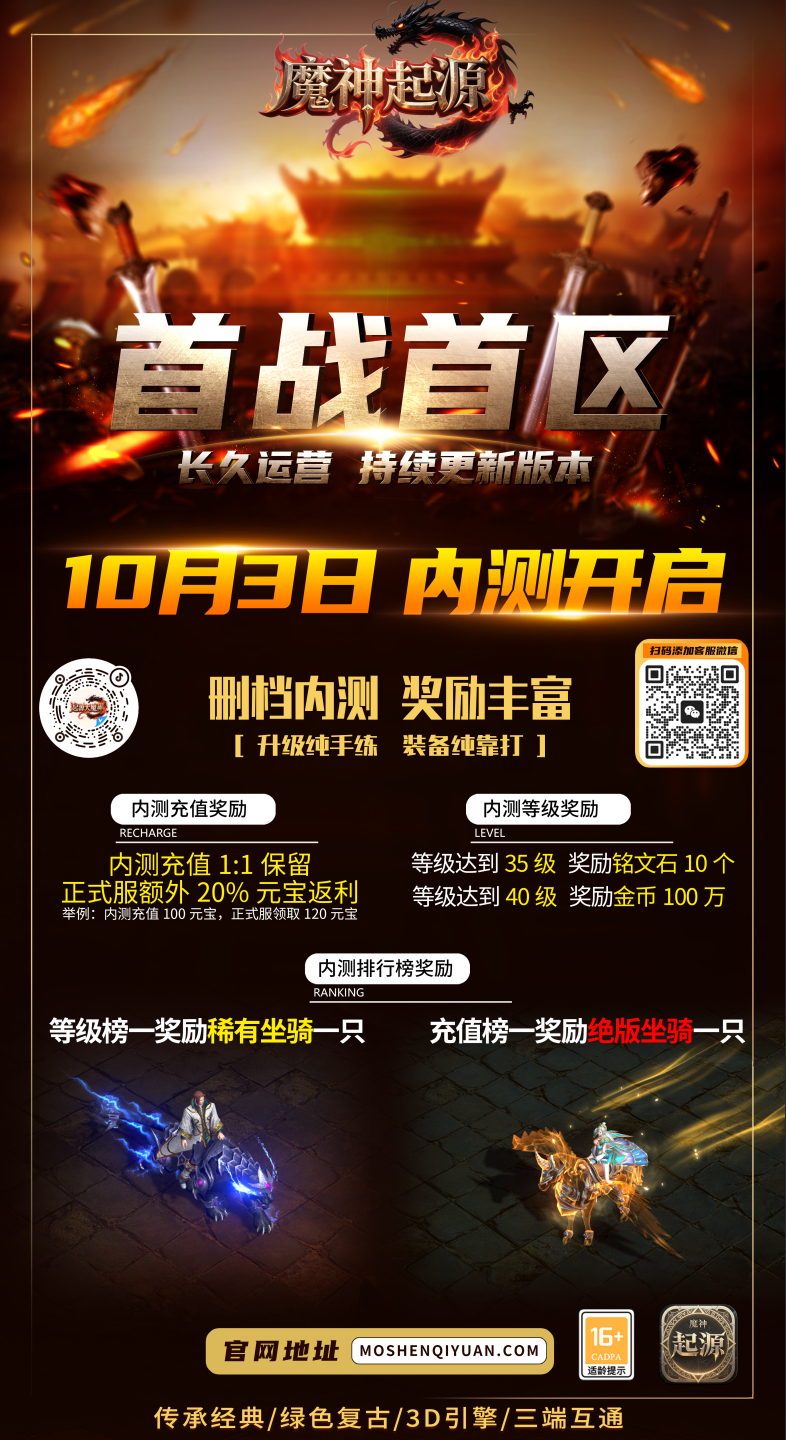 魔神起源
首战首区
长久运营 持续更新版本
10月3日 内测开启
扫码添加客服微信
删档内测 奖励丰富
[ 升级纯手练 装备纯靠打 ]
内测充值奖励
RECHARGE
内测充值 1:1 保留
正式服额外 20% 元宝返利
举例：内测充值 100 元宝，正式服领取 120 元宝
内测等级奖励
LEVEL
等级达到 35 级 奖励铭文石 10 个
等级达到 40 级 奖励金币 100 万
内测排行榜奖励
RANKING
等级榜一奖励稀有坐骑一只
充值榜一奖励绝版坐骑一只
官网地址 MOSHENQIYUAN.COM
16+
CADPA
适龄提示
魔神
起源
传承经典/绿色复古/3D引擎/三端互通